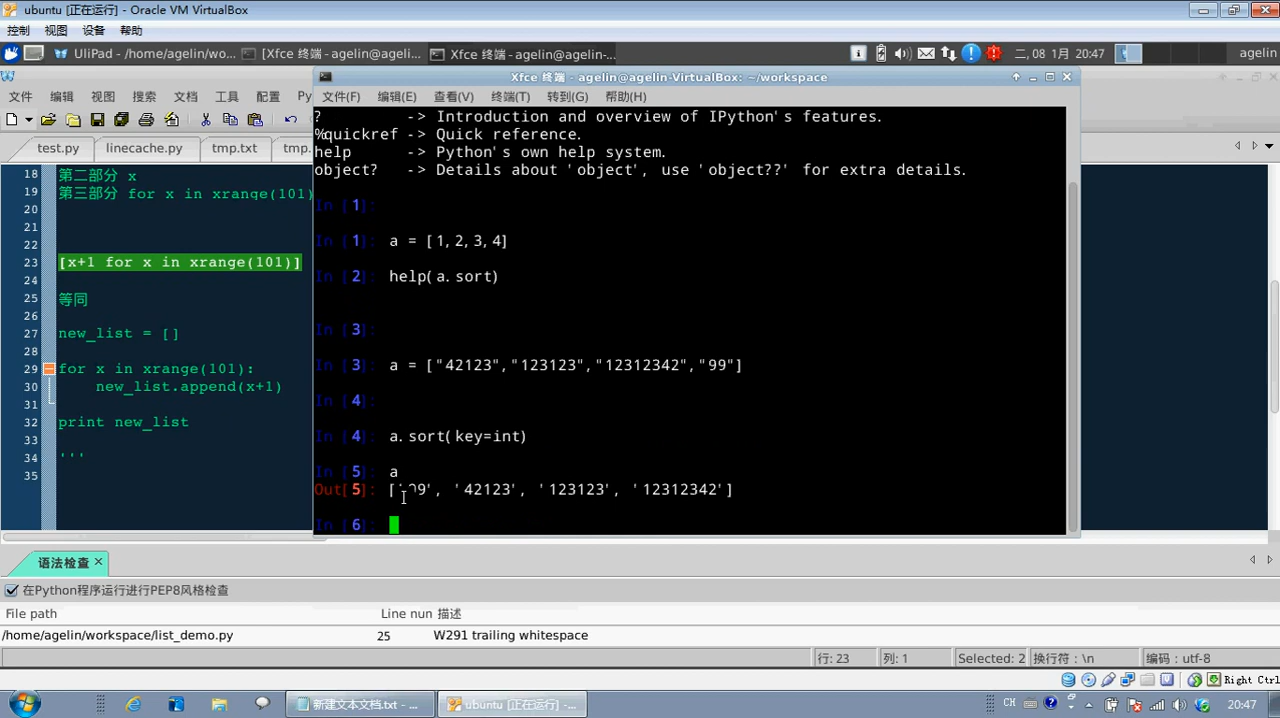 ubuntu [正在运行] - Oracle VM VirtualBox
控制 视图 设备 帮助
UliPad - /home/agelin/wo... [Xfce 终端 - agelin@ageli... Xfce 终端 - agelin@agelin-... 二, 08 1月 20:47 agelin
Xfce 终端 - agelin@agelin-VirtualBox: ~/workspace
文件 编辑 视图 搜索 文档 工具 配置 Py
文件(F) 编辑(E) 查看(V) 终端(T) 转到(G) 帮助(H)
test.py linecache.py tmp.txt tmp.
18 第二部分 x
19 第三部分 for x in xrange(101)
20
21
22
23 [x+1 for x in xrange(101)]
24
25 等同
26
27 new_list = []
28
29 for x in xrange(101):
30 new_list.append(x+1)
31
32 print new_list
33
34 '''
35
? -> Introduction and overview of IPython's features.
%quickref -> Quick reference.
help -> Python's own help system.
object? -> Details about 'object', use 'object??' for extra details.
In [1]:
In [1]: a = [1,2,3,4]
In [2]: help(a.sort)
In [3]:
In [3]: a = ["42123","123123","12312342","99"]
In [4]:
In [4]: a.sort(key=int)
In [5]: a
Out[5]: ['99', '42123', '123123', '12312342']
In [6]:
语法检查
在Python程序运行进行PEP8风格检查
File path Line nun 描述
/home/agelin/workspace/list_demo.py 25 W291 trailing whitespace
行: 23 列: 1 Selected: 2 换行符: \n 编码: utf-8
Right Ctrl
新建文本文档.txt - ... ubuntu [正在运行] -... CH 20:47